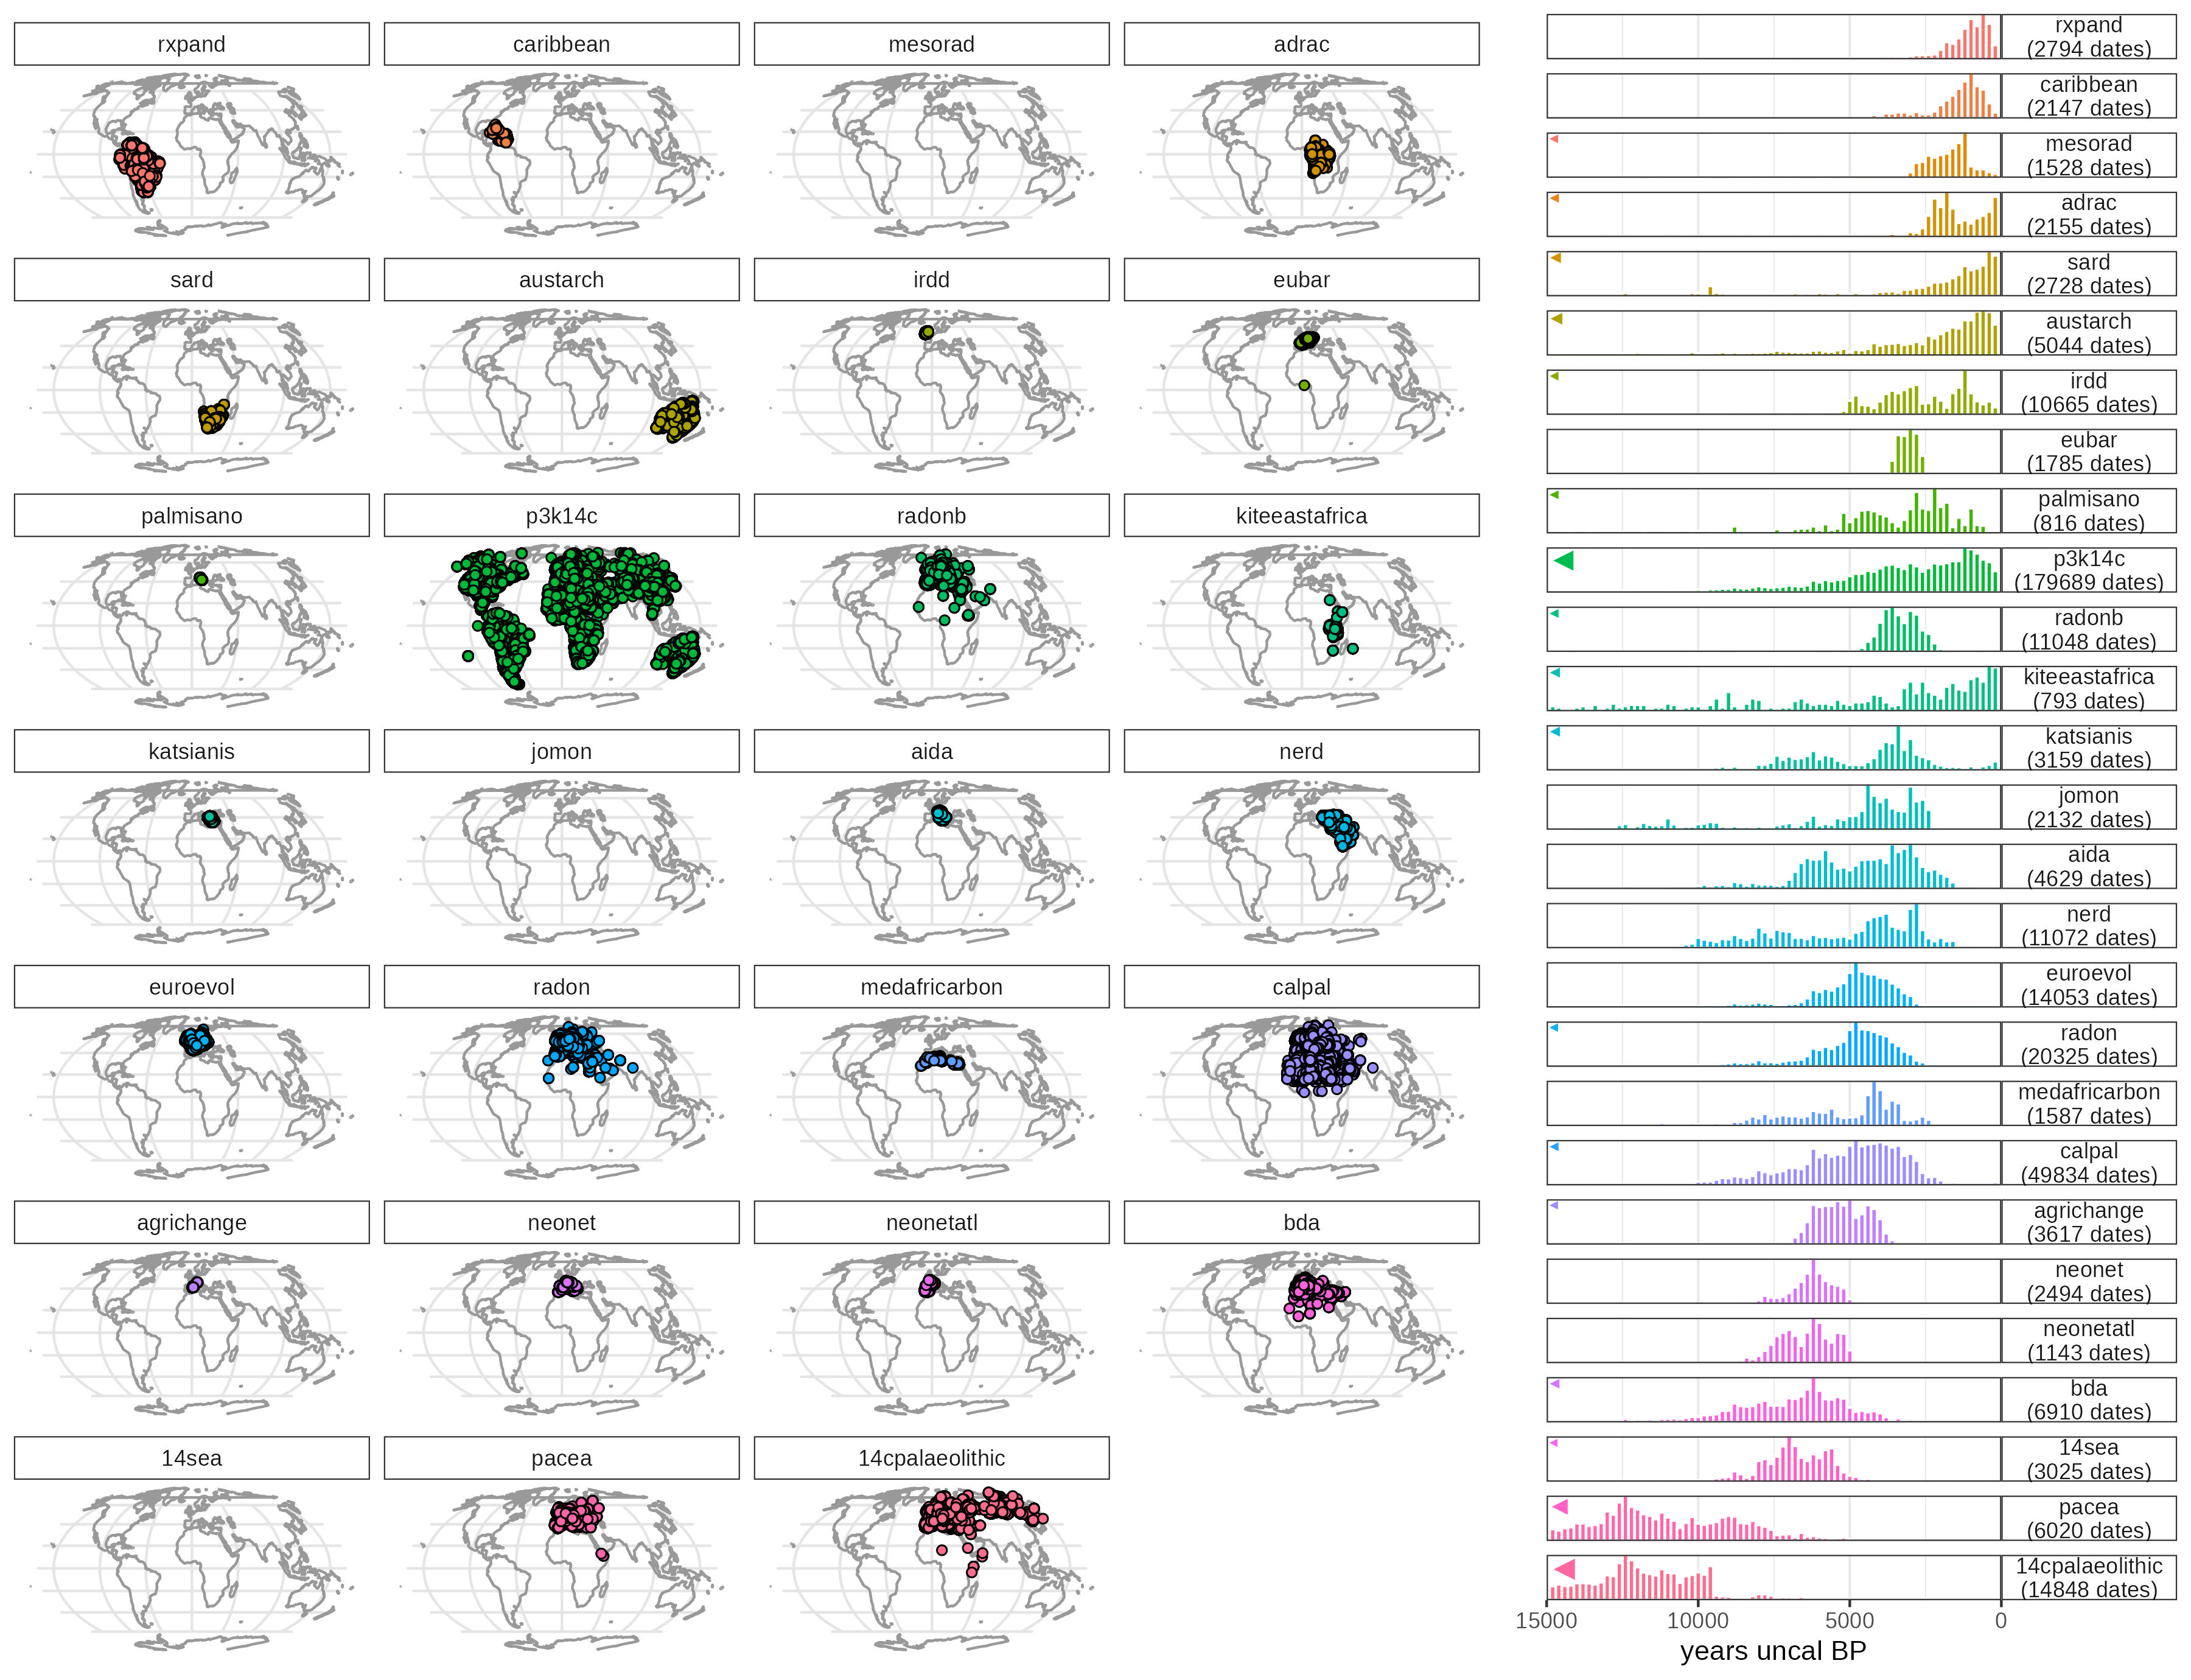 rxpand
caribbean
mesorad
adrac
sard
austarch
irdd
eubar
palmisano
p3k14c
radonb
kiteeastafrica
katsianis
jomon
aida
nerd
euroevol
radon
medafricarbon
calpal
agrichange
neonet
neonetatl
bda
14sea
pacea
14cpalaeolithic
rxpand
(2794 dates)
caribbean
(2147 dates)
mesorad
(1528 dates)
adrac
(2155 dates)
sard
(2728 dates)
austarch
(5044 dates)
irdd
(10665 dates)
eubar
(1785 dates)
palmisano
(816 dates)
p3k14c
(179689 dates)
radonb
(11048 dates)
kiteeastafrica
(793 dates)
katsianis
(3159 dates)
jomon
(2132 dates)
aida
(4629 dates)
nerd
(11072 dates)
euroevol
(14053 dates)
radon
(20325 dates)
medafricarbon
(1587 dates)
calpal
(49834 dates)
agrichange
(3617 dates)
neonet
(2494 dates)
neonetatl
(1143 dates)
bda
(6910 dates)
14sea
(3025 dates)
pacea
(6020 dates)
14cpalaeolithic
(14848 dates)
15000 10000 5000 0
years uncal BP